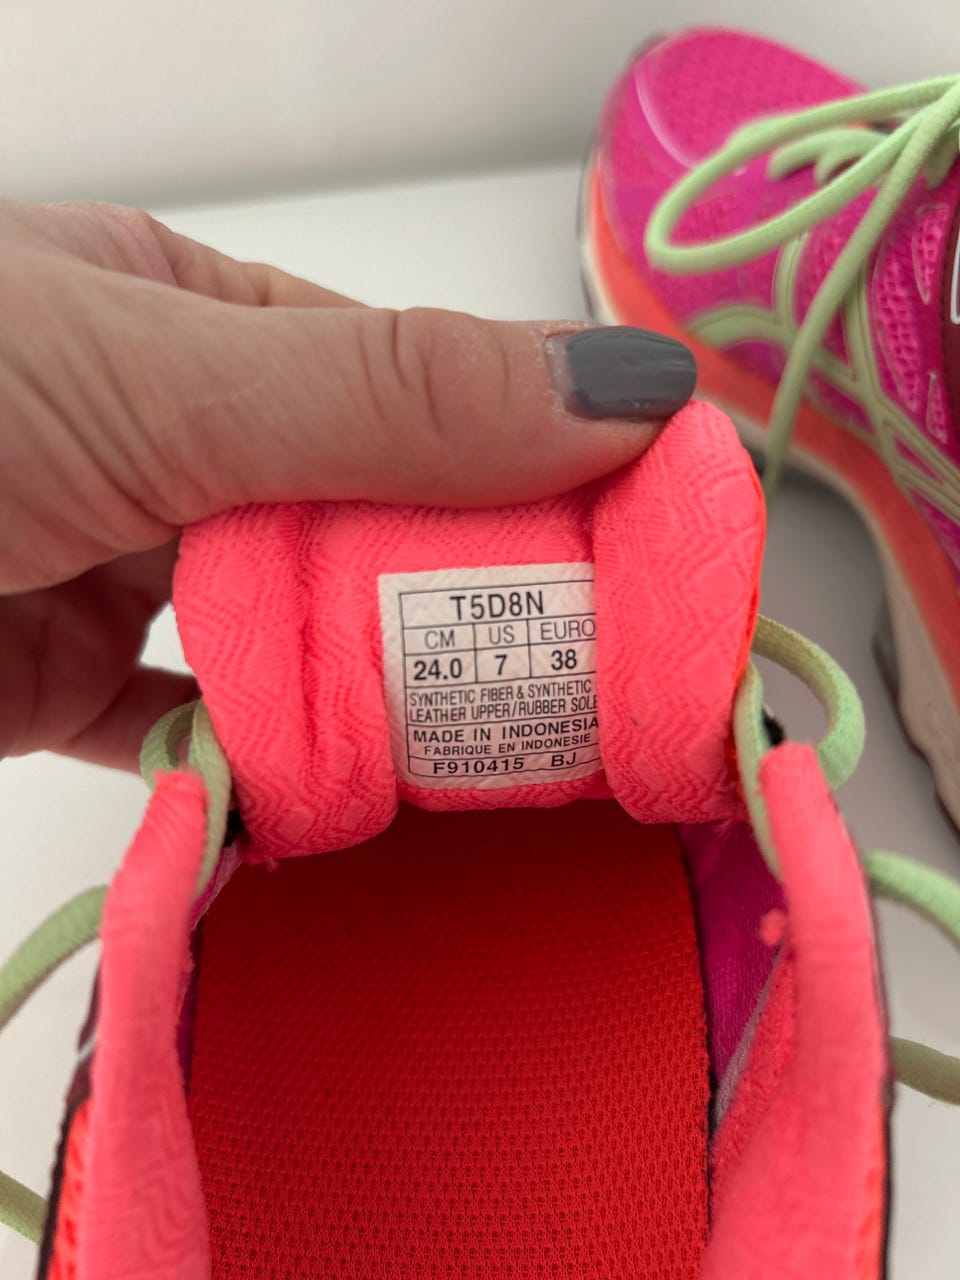 T5D8N
CM US EURO
24.0 7 38
SYNTHETIC FIBER & SYNTHETIC
LEATHER UPPER/RUBBER SOLE
MADE IN INDONESIA
FABRIQUE EN INDONESIE
F910415 BJ